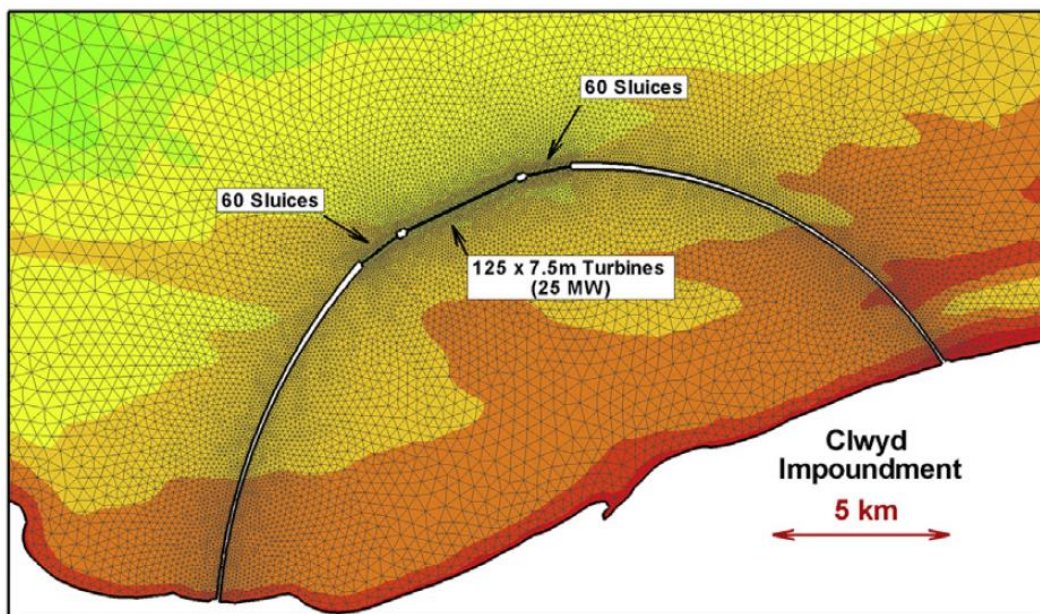 60 Sluices
60 Sluices
125 x 7.5m Turbines
(25 MW)
Clwyd
Impoundment
5 km